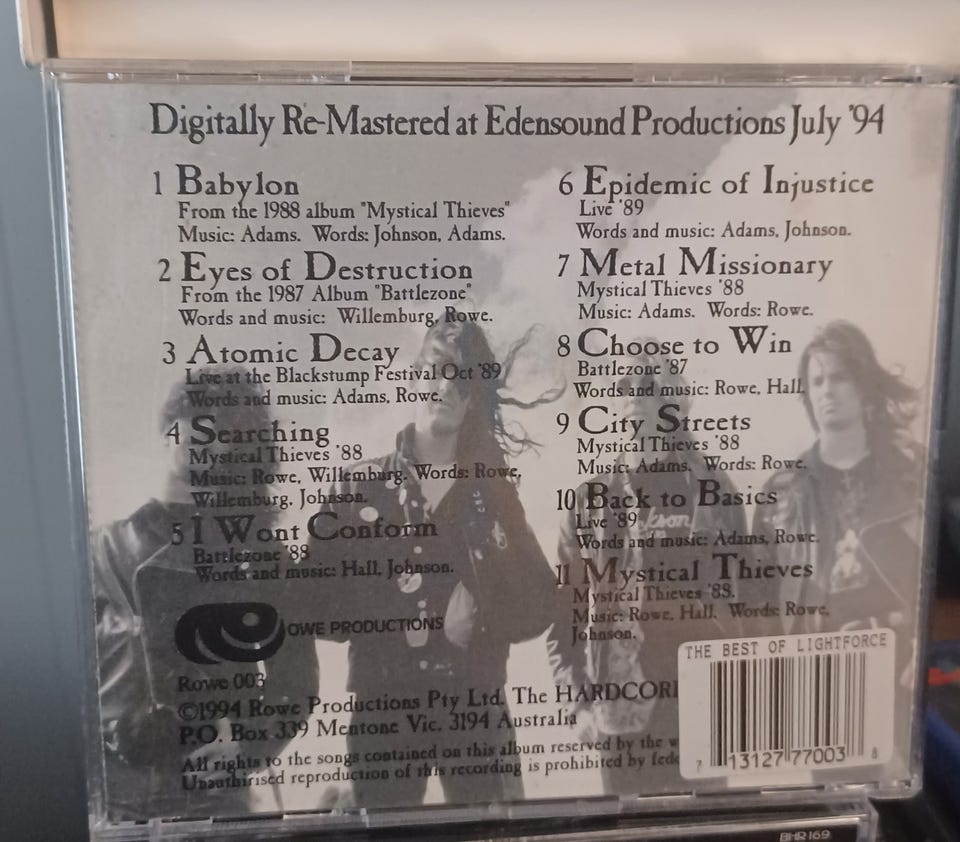 Digitally Re-Mastered at Edensound Productions July '94
1 Babylon
From the 1988 album "Mystical Thieves"
Music: Adams. Words: Johnson, Adams.
2 Eyes of Destruction
From the 1987 Album "Battlezone"
Words and music: Willemburg, Rowe.
3 Atomic Decay
Live at the Blackstump Festival Oct '89
Words and music: Adams, Rowe.
4 Searching
Mystical Thieves '88
Music: Rowe, Willemburg. Words: Rowe,
Willemburg, Johnson.
5 I Wont Conform
Battlezone '88
Words and music: Hall, Johnson.
6 Epidemic of Injustice
Live '89
Words and music: Adams, Johnson.
7 Metal Missionary
Mystical Thieves '88
Music: Adams. Words: Rowe.
8 Choose to Win
Battlezone '87
Words and music: Rowe, Hall.
9 City Streets
Mystical Thieves '88
Music: Adams. Words: Rowe.
10 Back to Basics
Live '89
Words and music: Adams, Rowe.
11 Mystical Thieves
Mystical Thieves '88.
Music: Rowe, Hall. Words: Rowe,
Johnson.
OWE PRODUCTIONS
Rowe 003
©1994 Rowe Productions Pty Ltd. The HARDCOR
P.O. Box 339 Mentone Vic. 3194 Australia
All rights to the songs contained on this album reserved by the
Unauthirised reproduction of this recording is prohibited by
THE BEST OF LIGHTFORCE
7 13127 77003 8
BHR169